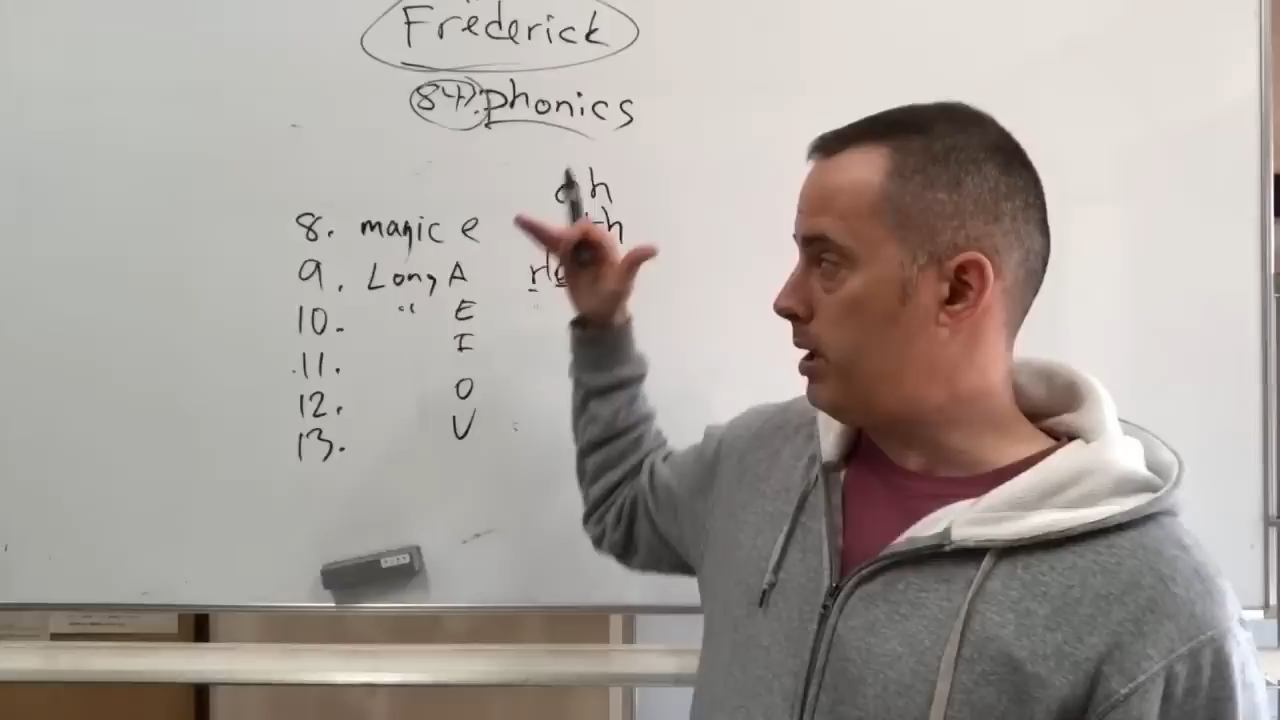 Frederick
84). phonics
8. magic e
9. Long A
10. " E
11. I
12. O
13. U